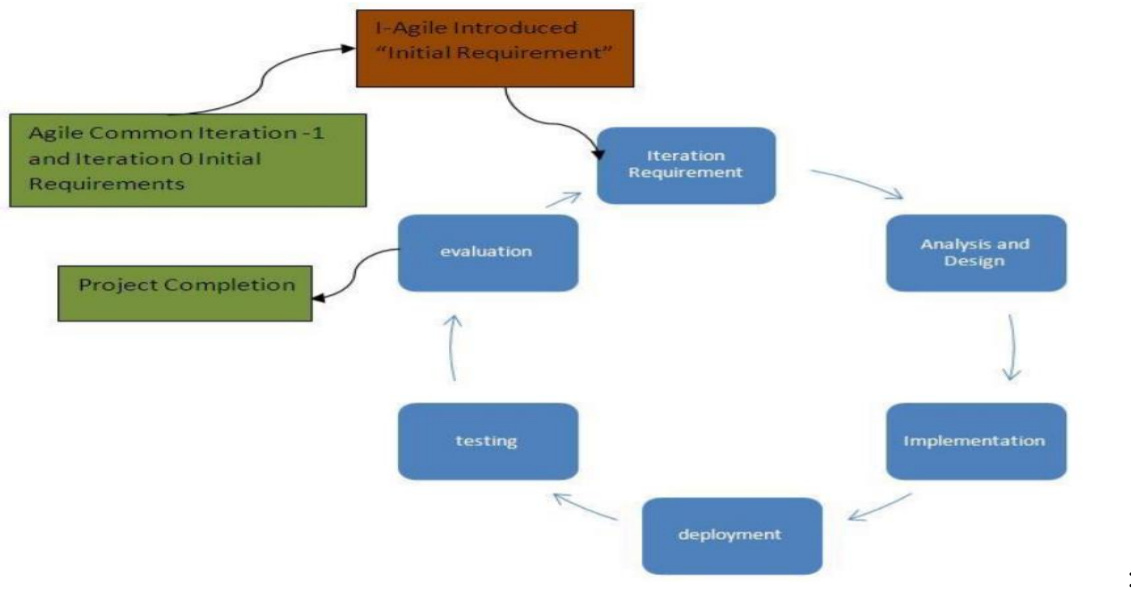 I-Agile Introduced
“Initial Requirement”
Agile Common Iteration -1
and Iteration 0 Initial
Requirements
Iteration
Requirement
Analysis and
Design
evaluation
Project Completion
testing
Implementation
deployment
: